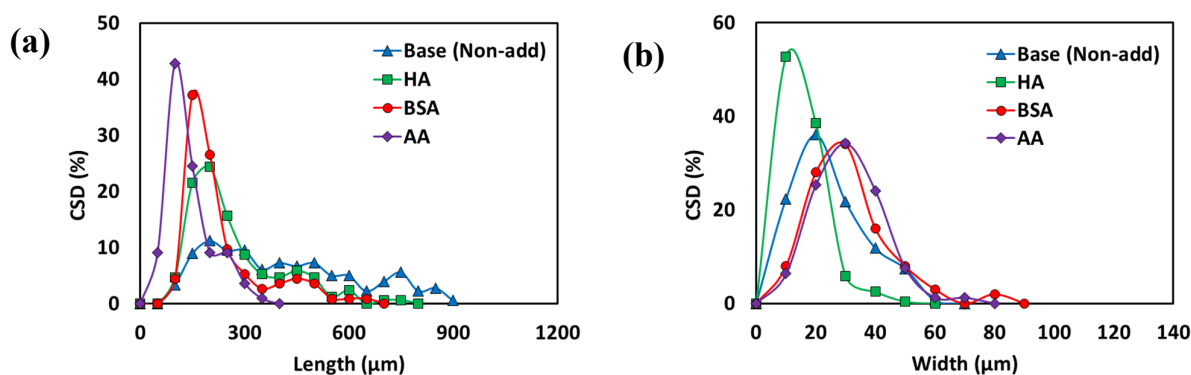 (a)
50
40
30
20
10
0
CSD (%)
Base (Non-add)
HA
BSA
AA
0 300 600 900 1200
Length (µm)
(b)
60
40
20
0
CSD (%)
Base (Non-add)
HA
BSA
AA
0 20 40 60 80 100 120 140
Width (µm)